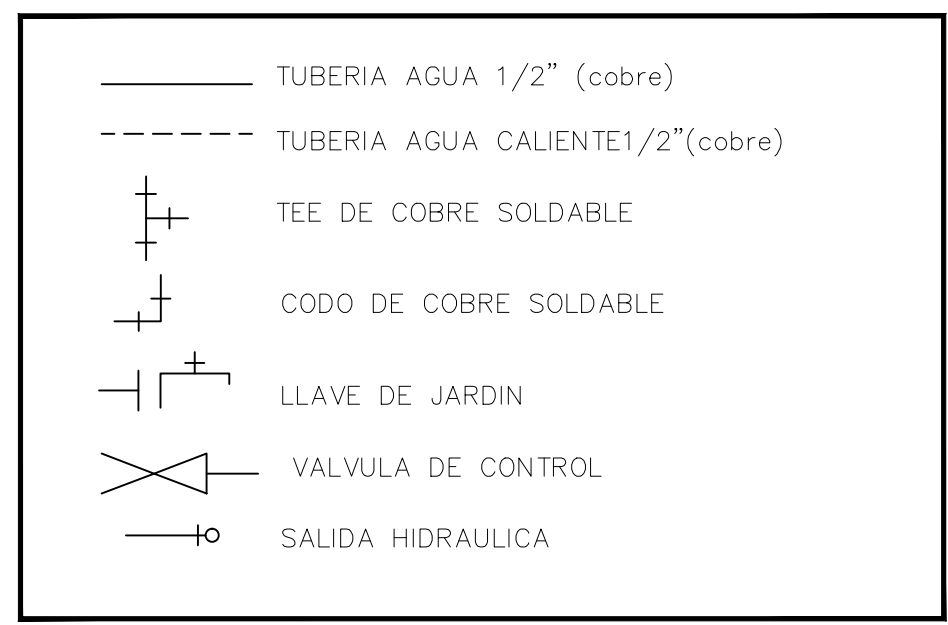 TUBERIA AGUA 1/2” (cobre)
TUBERIA AGUA CALIENTE1/2”(cobre)
TEE DE COBRE SOLDABLE
CODO DE COBRE SOLDABLE
LLAVE DE JARDIN
VALVULA DE CONTROL
SALIDA HIDRAULICA